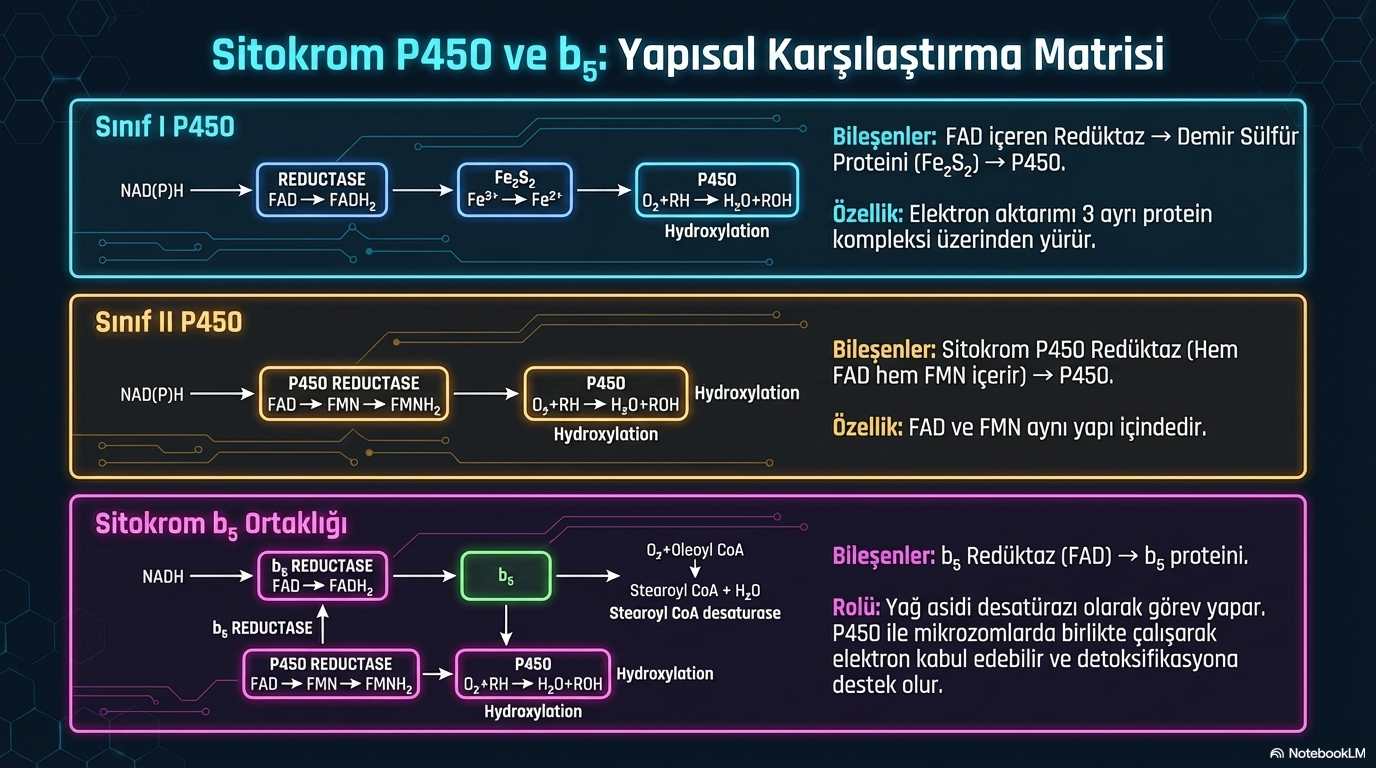 Sitokrom P450 ve b₅: Yapısal Karşılaştırma Matrisi
Sınıf I P450
NAD(P)H
REDUCTASE
FAD → FADH₂
Fe₂S₂
Fe³⁺ → Fe²⁺
P450
O₂+RH → H₂O+ROH
Hydroxylation
Bileşenler: FAD içeren Redüktaz → Demir Sülfür
Proteini (Fe₂S₂) → P450.
Özellik: Elektron aktarımı 3 ayrı protein
kompleksi üzerinden yürür.
Sınıf II P450
NAD(P)H
P450 REDUCTASE
FAD → FMN → FMNH₂
P450
O₂+RH → H₂O+ROH
Hydroxylation
Hydroxylation
Bileşenler: Sitokrom P450 Redüktaz (Hem
FAD hem FMN içerir) → P450.
Özellik: FAD ve FMN aynı yapı içindedir.
Sitokrom b₅ Ortaklığı
NADH
b₅ REDUCTASE
FAD → FADH₂
b₅
O₂+Oleoyl CoA
↓
Stearoyl CoA + H₂O
Stearoyl CoA desaturase
b₅ REDUCTASE
P450 REDUCTASE
FAD → FMN → FMNH₂
P450
O₂+RH → H₂O+ROH
Hydroxylation
Hydroxylation
Bileşenler: b₅ Redüktaz (FAD) → b₅ proteini.
Rolü: Yağ asidi desatürazı olarak görev yapar.
P450 ile mikrozomlarda birlikte çalışarak
elektron kabul edebilir ve detoksifikasyona
destek olur.
NotebookLM